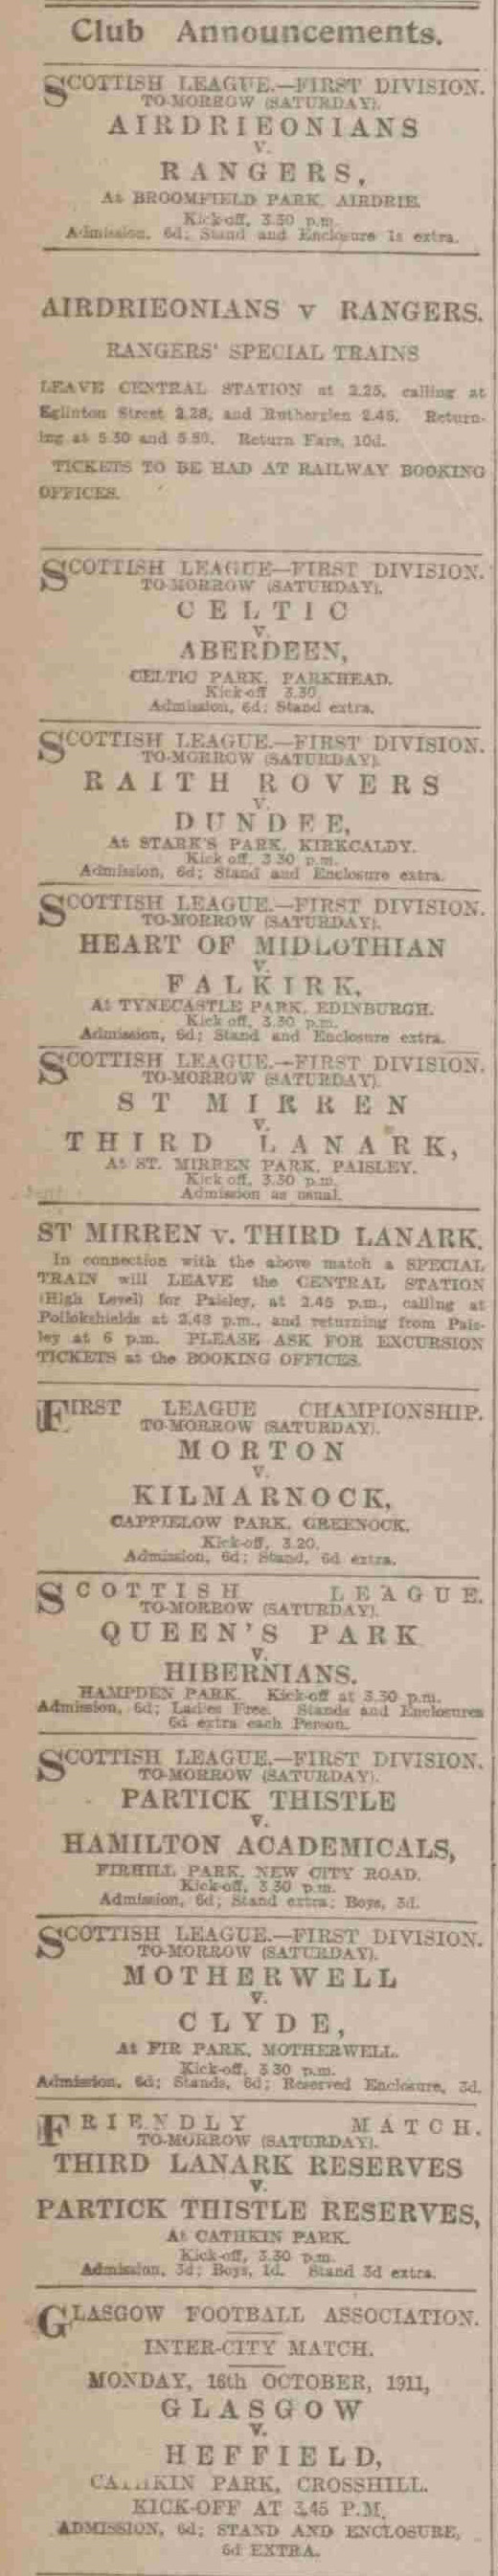 Club Announcements.
SCOTTISH LEAGUE.—FIRST DIVISION.
TO-MORROW (SATURDAY).
AIRDRIEONIANS
V.
RANGERS,
At BROOMFIELD PARK, AIRDRIE.
Kick-off, 3.30 p.m.
Admission, 6d; Stand and Enclosure 1s extra.
AIRDRIEONIANS v RANGERS.
RANGERS' SPECIAL TRAINS
LEAVE CENTRAL STATION at 2.25, calling at
Eglinton Street 2.28, and Rutherglen 2.45. Return-
ing at 5.30 and 5.50. Return Fare, 10d.
TICKETS TO BE HAD AT RAILWAY BOOKING
OFFICES.
SCOTTISH LEAGUE—FIRST DIVISION.
TO-MORROW (SATURDAY).
CELTIC
V.
ABERDEEN,
CELTIC PARK, PARKHEAD.
Kick-off 3.30.
Admission, 6d; Stand extra.
SCOTTISH LEAGUE.—FIRST DIVISION.
TO-MORROW (SATURDAY).
RAITH ROVERS
V.
DUNDEE,
At STARK'S PARK, KIRKCALDY.
Kick off, 3.30 p.m.
Admission, 6d; Stand and Enclosure extra.
SCOTTISH LEAGUE.—FIRST DIVISION.
TO-MORROW (SATURDAY).
HEART OF MIDLOTHIAN
V.
FALKIRK,
At TYNECASTLE PARK, EDINBURGH.
Kick off, 3.30 p.m.
Admission, 6d; Stand and Enclosure extra.
SCOTTISH LEAGUE.—FIRST DIVISION.
TO-MORROW (SATURDAY).
ST MIRREN
V.
THIRD LANARK,
At ST. MIRREN PARK, PAISLEY.
Kick off, 3.30 p.m.
Admission as usual.
ST MIRREN v. THIRD LANARK.
In connection with the above match a SPECIAL
TRAIN will LEAVE the CENTRAL STATION
(High Level) for Paisley, at 2.45 p.m., calling at
Pollokshields at 2.48 p.m., and returning from Pais-
ley at 6 p.m. PLEASE ASK FOR EXCURSION
TICKETS at the BOOKING OFFICES.
FIRST LEAGUE CHAMPIONSHIP.
TO-MORROW (SATURDAY).
MORTON
V.
KILMARNOCK,
CAPPIELOW PARK, GREENOCK.
Kick-off, 3.20.
Admission, 6d; Stand, 6d extra.
SCOTTISH LEAGUE.
TO-MORROW (SATURDAY).
QUEEN'S PARK
V.
HIBERNIANS.
HAMPDEN PARK. Kick-off at 3.30 p.m.
Admission, 6d; Ladies Free. Stands and Enclosures
6d extra each Person.
SCOTTISH LEAGUE.—FIRST DIVISION.
TO-MORROW (SATURDAY).
PARTICK THISTLE
V.
HAMILTON ACADEMICALS,
FIRHILL PARK, NEW CITY ROAD.
Kick-off, 3.30 p.m.
Admission, 6d; Stand extra; Boys, 3d.
SCOTTISH LEAGUE.—FIRST DIVISION.
TO-MORROW (SATURDAY).
MOTHERWELL
V.
CLYDE,
At FIR PARK, MOTHERWELL.
Kick-off, 3.30 p.m.
Admission, 6d; Stands, 6d; Reserved Enclosure, 3d.
FRIENDLY MATCH.
TO-MORROW (SATURDAY).
THIRD LANARK RESERVES
V.
PARTICK THISTLE RESERVES,
At CATHKIN PARK.
Kick-off, 3.30 p.m.
Admission, 3d; Boys, 1d. Stand 3d extra.
GLASGOW FOOTBALL ASSOCIATION.
INTER-CITY MATCH.
MONDAY, 16th OCTOBER, 1911,
GLASGOW
V.
HEFFIELD,
CATHKIN PARK, CROSSHILL.
KICK-OFF AT 3.45 P.M.
ADMISSION, 6d; STAND AND ENCLOSURE,
6d EXTRA.